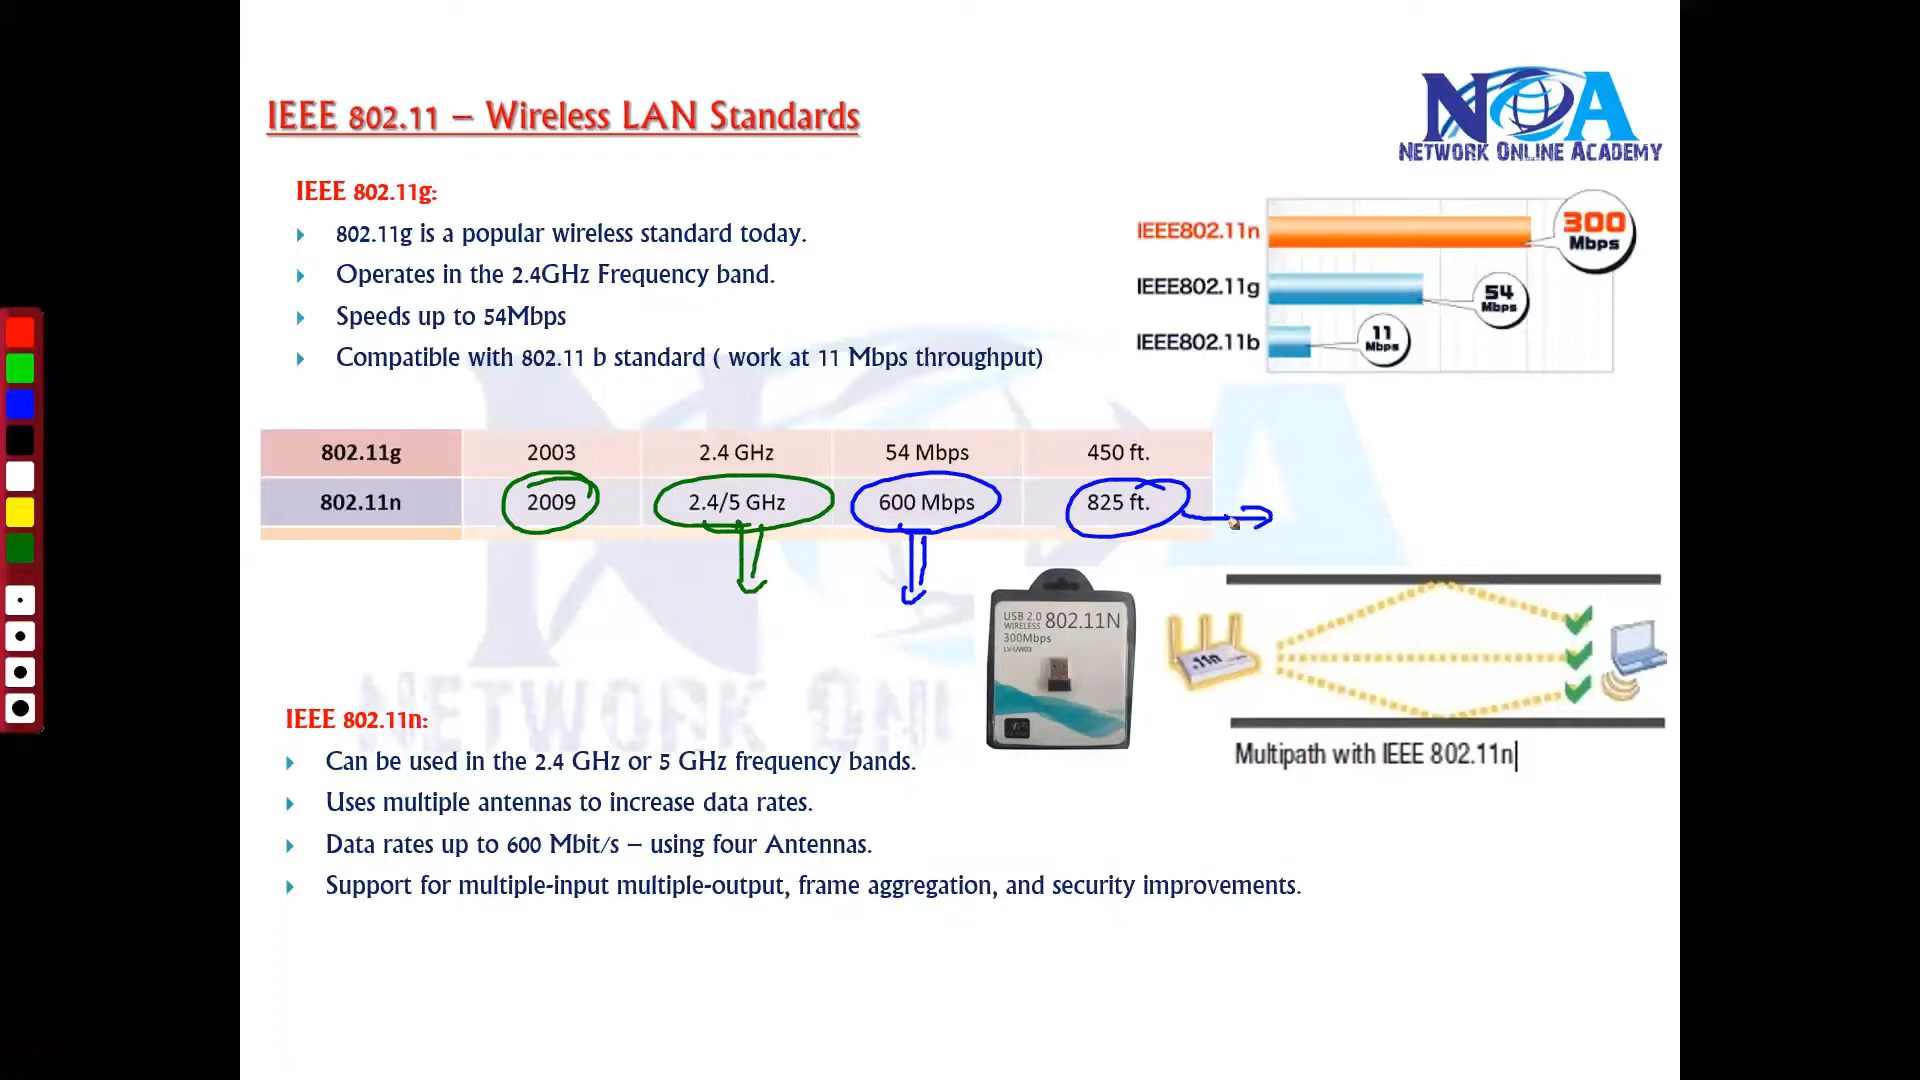 IEEE 802.11 – Wireless LAN Standards
NOA
NETWORK ONLINE ACADEMY
IEEE 802.11g:
802.11g is a popular wireless standard today.
Operates in the 2.4GHz Frequency band.
Speeds up to 54Mbps
Compatible with 802.11 b standard ( work at 11 Mbps throughput)
IEEE802.11n
300
Mbps
IEEE802.11g
54
Mbps
IEEE802.11b
11
Mbps
802.11g 2003 2.4 GHz 54 Mbps 450 ft.
802.11n 2009 2.4/5 GHz 600 Mbps 825 ft.
USB 2.0
WIRELESS 802.11N
300Mbps
LV-UW03
.11n
Multipath with IEEE 802.11n
NETWORK ONL
IEEE 802.11n:
Can be used in the 2.4 GHz or 5 GHz frequency bands.
Uses multiple antennas to increase data rates.
Data rates up to 600 Mbit/s – using four Antennas.
Support for multiple-input multiple-output, frame aggregation, and security improvements.